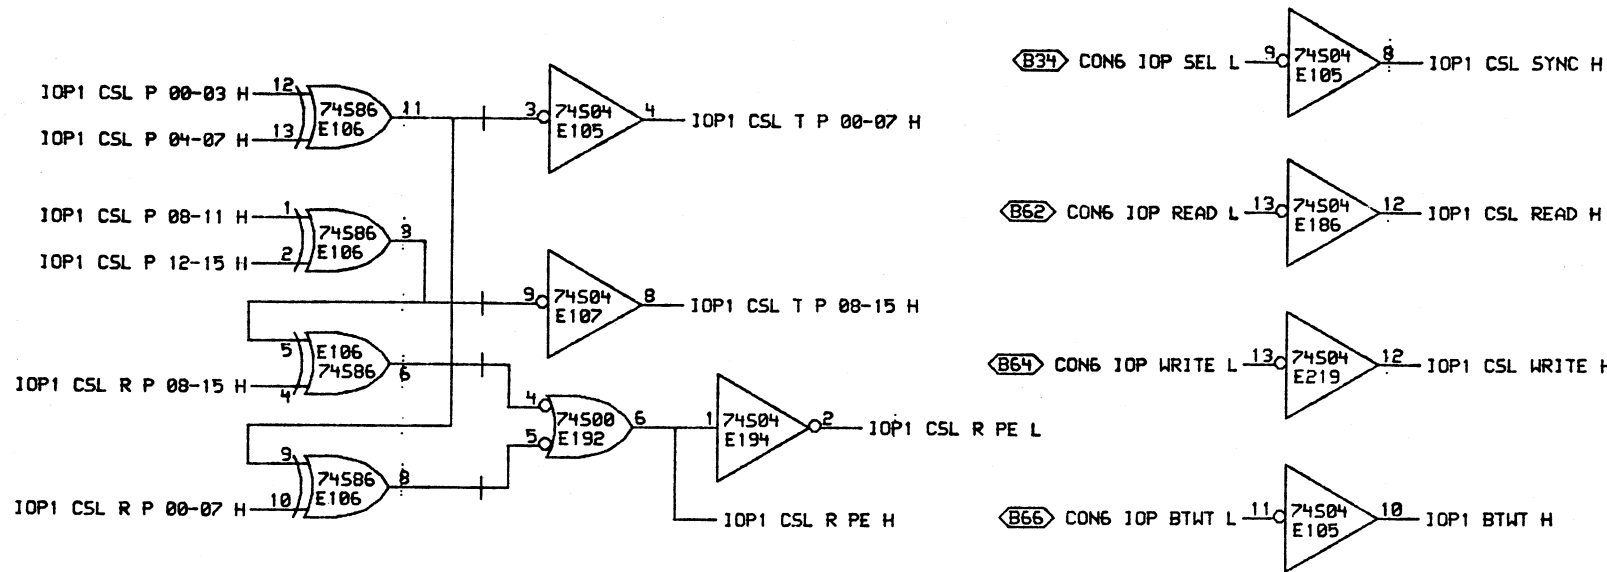 IOP1 CSL P 00-03 H 12
IOP1 CSL P 04-07 H 13
74S86
E106
11
3 74S04
E105
4 IOP1 CSL T P 00-07 H
IOP1 CSL P 08-11 H 1
IOP1 CSL P 12-15 H 2
74S86
E106
3
9 74S04
E107
8 IOP1 CSL T P 08-15 H
5
IOP1 CSL R P 08-15 H 4
E106
74S86
6
9
IOP1 CSL R P 00-07 H 10
74S86
E106
8
4
5
74S00
E192
6
1 74S04
E194
2 IOP1 CSL R PE L
IOP1 CSL R PE H
B34 CON6 IOP SEL L 9 74S04
E105
8 IOP1 CSL SYNC H
B62 CON6 IOP READ L 13 74S04
E186
12 IOP1 CSL READ H
B64 CON6 IOP WRITE L 13 74S04
E219
12 IOP1 CSL WRITE H
B66 CON6 IOP BTWT L 11 74S04
E105
10 IOP1 BTWT H